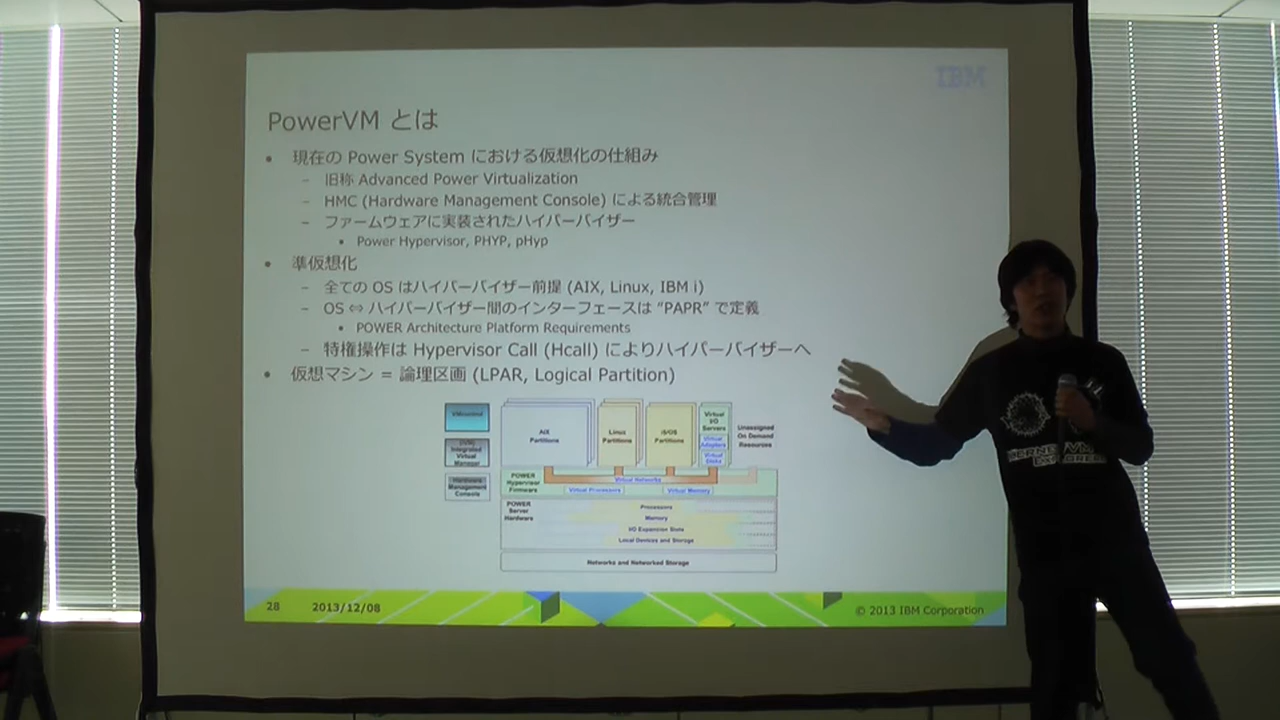 IBM
PowerVM とは
• 現在の Power System における仮想化の仕組み
– 旧称 Advanced Power Virtualization
– HMC (Hardware Management Console) による統合管理
– ファームウェアに実装されたハイパーバイザー
• Power Hypervisor, PHYP, pHyp
• 準仮想化
– 全ての OS はハイパーバイザー前提 (AIX, Linux, IBM i)
– OS ⇔ ハイパーバイザー間のインターフェースは “PAPR” で定義
• POWER Architecture Platform Requirements
– 特権操作は Hypervisor Call (Hcall) によりハイパーバイザーへ
• 仮想マシン = 論理区画 (LPAR, Logical Partition)
Integrated
Virtual
Manager
Hardware
Management
Console
AIX
Partitions
Linux
Partitions
i5/OS
Partitions
Virtual
I/O
Servers
Virtual
Adapters
Virtual
Disks
Unassigned
On Demand
Resources
POWER
Hypervisor
Firmware
Virtual Networks
Virtual Processors
Virtual Memory
POWER
Server
Hardware
Processors
Memory
I/O Expansion Slots
Local Devices and Storage
Networks and Networked Storage
28
2013/12/08
© 2013 IBM Corporation